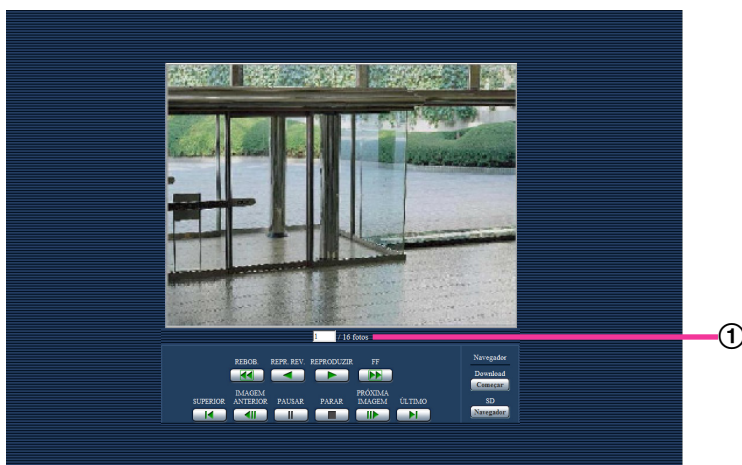 1 / 16 fotos
①
REBOB. REPR. REV. REPRODUZIR FF
SUPERIOR IMAGEM ANTERIOR PAUSAR PARAR PRÓXIMA IMAGEM ÚLTIMO
Navegador
Download
Começar
SD
Navegador